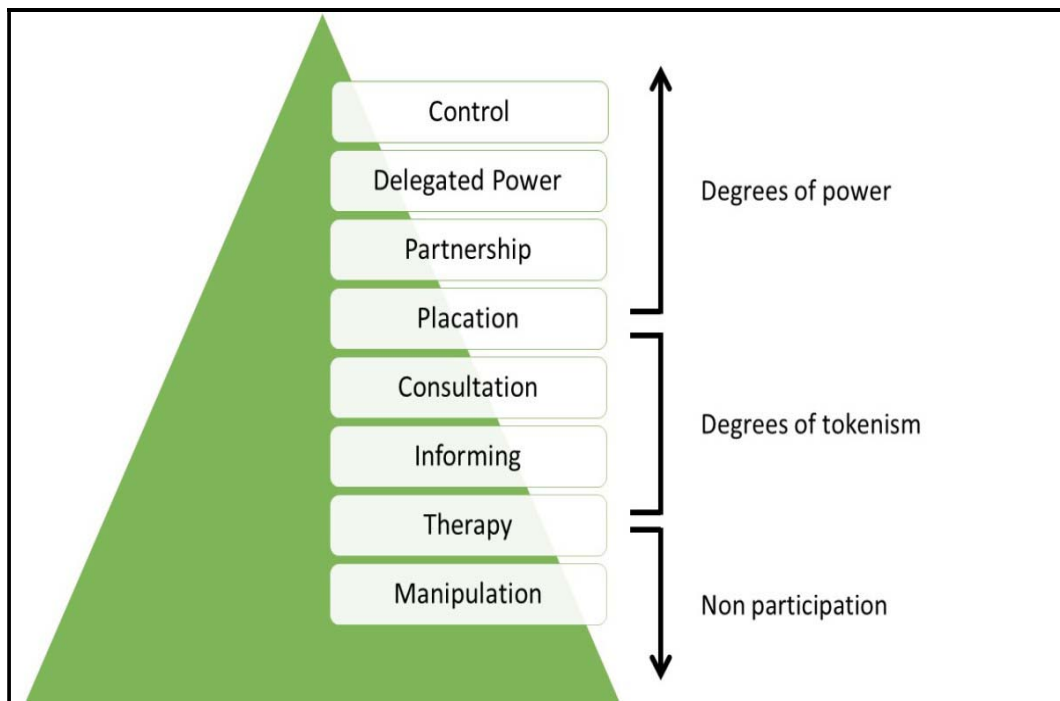 Control
Delegated Power
Degrees of power
Partnership
Placation
Consultation
Degrees of tokenism
Informing
Therapy
Manipulation
Non participation